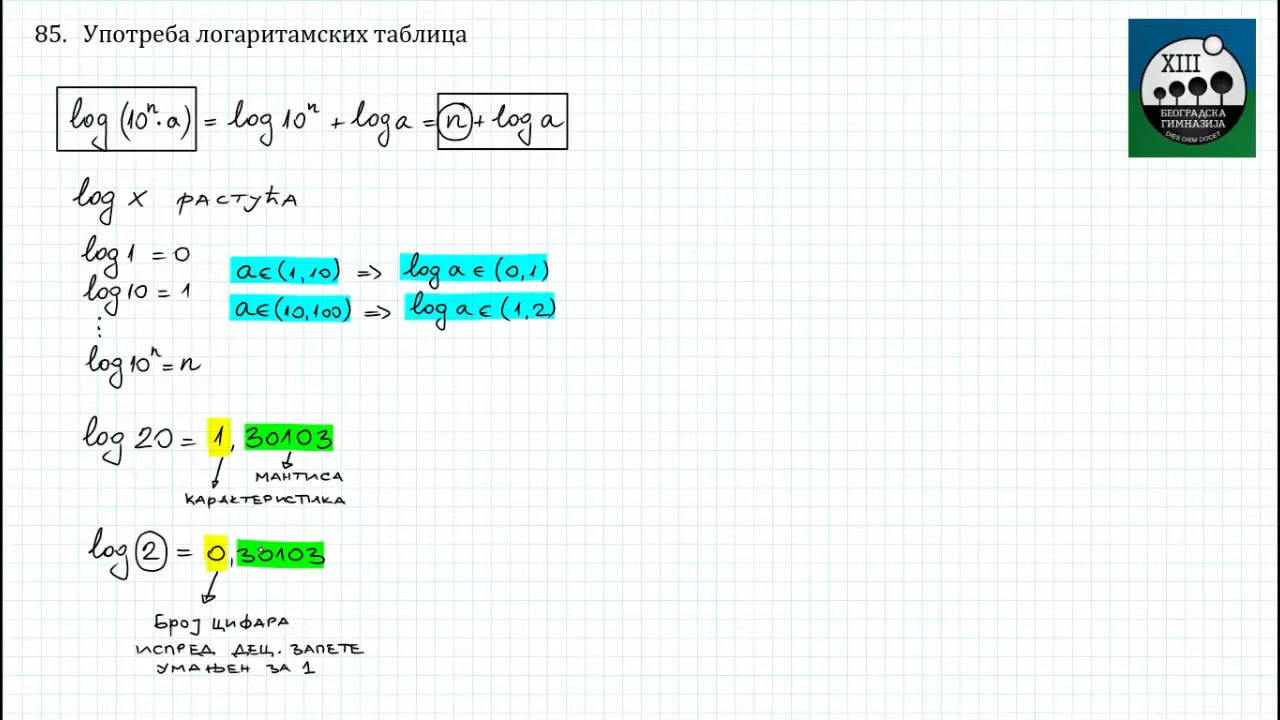 85. Употреба логаритамских таблица
XIII
БЕОГРАДСКА
ГИМНАЗИЈА
DIES DIEM DOCET
log (10ⁿ · a) = log 10ⁿ + log a = n + log a
log x растућа
log 1 = 0
log 10 = 1
⋮
log 10ⁿ = n
a ∈ (1, 10) => log a ∈ (0, 1)
a ∈ (10, 100) => log a ∈ (1, 2)
log 20 = 1, 30103
МАНТИСА
КАРАКТЕРИСТИКА
log 2 = 0, 30103
БРОЈ ЦИФАРА
ИСПРЕД ДЕЦ. ЗАПЕТЕ
УМАЊЕН ЗА 1